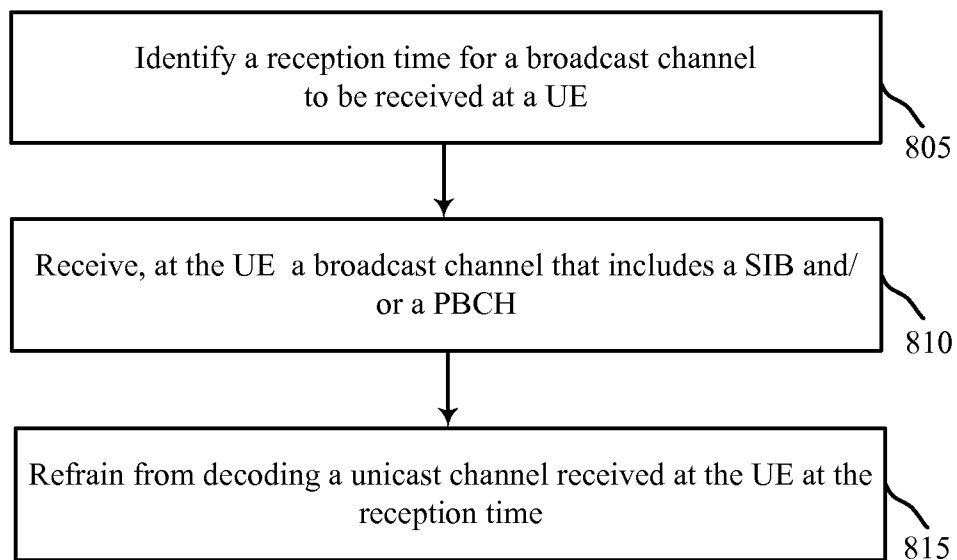 Identify a reception time for a broadcast channel
to be received at a UE
805
Receive, at the UE a broadcast channel that includes a SIB and/
or a PBCH
810
Refrain from decoding a unicast channel received at the UE at the
reception time
815